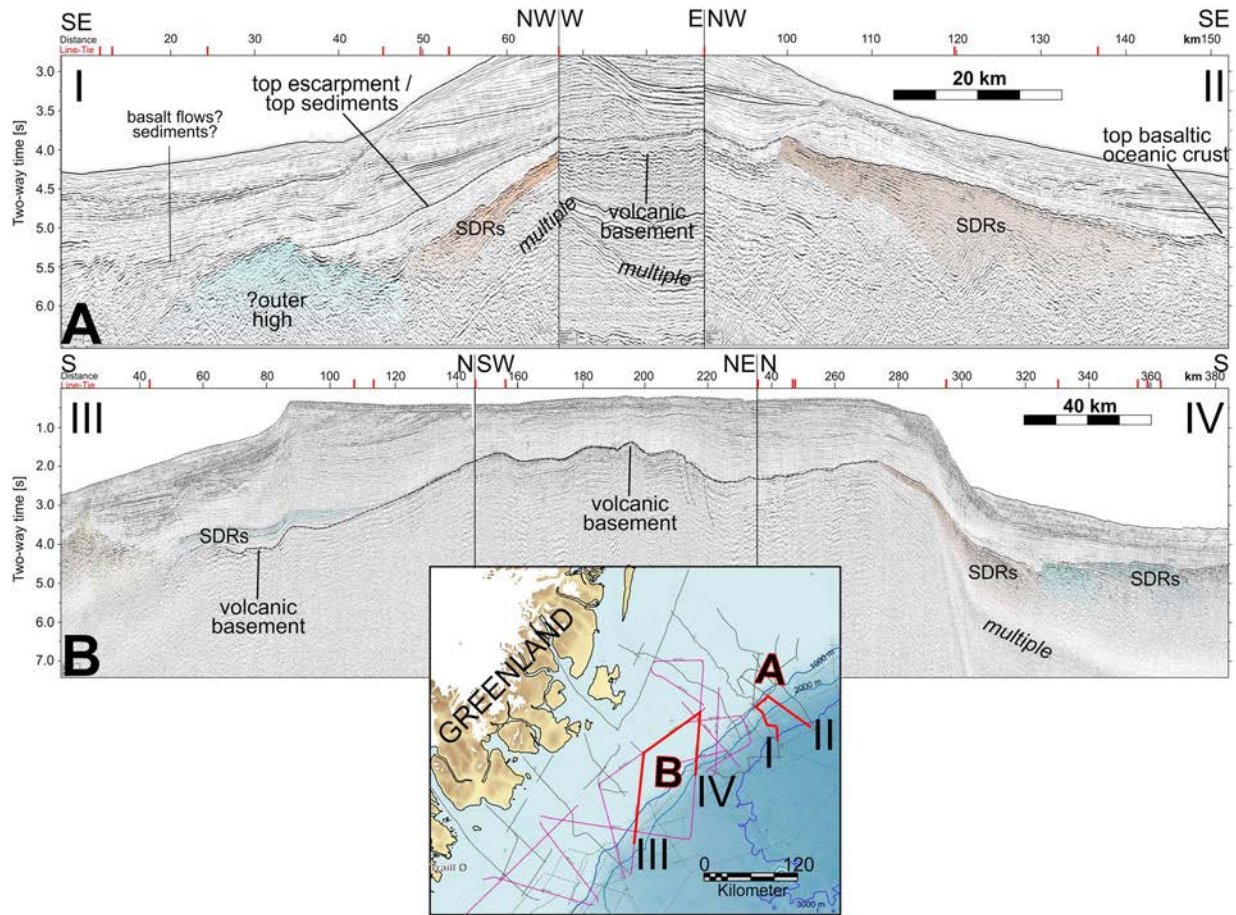 SE NW W E NW SE
Distance 20 30 40 50 60 100 110 120 130 140 km 152
Line-Tie
I II
20 km
top escarpment /
top sediments
basalt flows?
sediments?
top basaltic
oceanic crust
3.0
3.5
4.0
4.5
5.0
5.5
6.0
Two-way time [s]
SDRs
multiple
volcanic
basement
multiple
SDRs
?outer
high
A
S N SW NE N S
Distance 40 60 80 100 120 140 180 200 220 40 260 280 300 320 340 360 km 380
Line-Tie
III IV
40 km
1.0
2.0
3.0
4.0
5.0
6.0
7.0
Two-way time [s]
SDRs
volcanic
basement
volcanic
basement
SDRs
SDRs
multiple
B
GREENLAND
A
1000 m
2000 m
I
II
B
IV
III
Traill Ø
0 120
Kilometer
3000 m